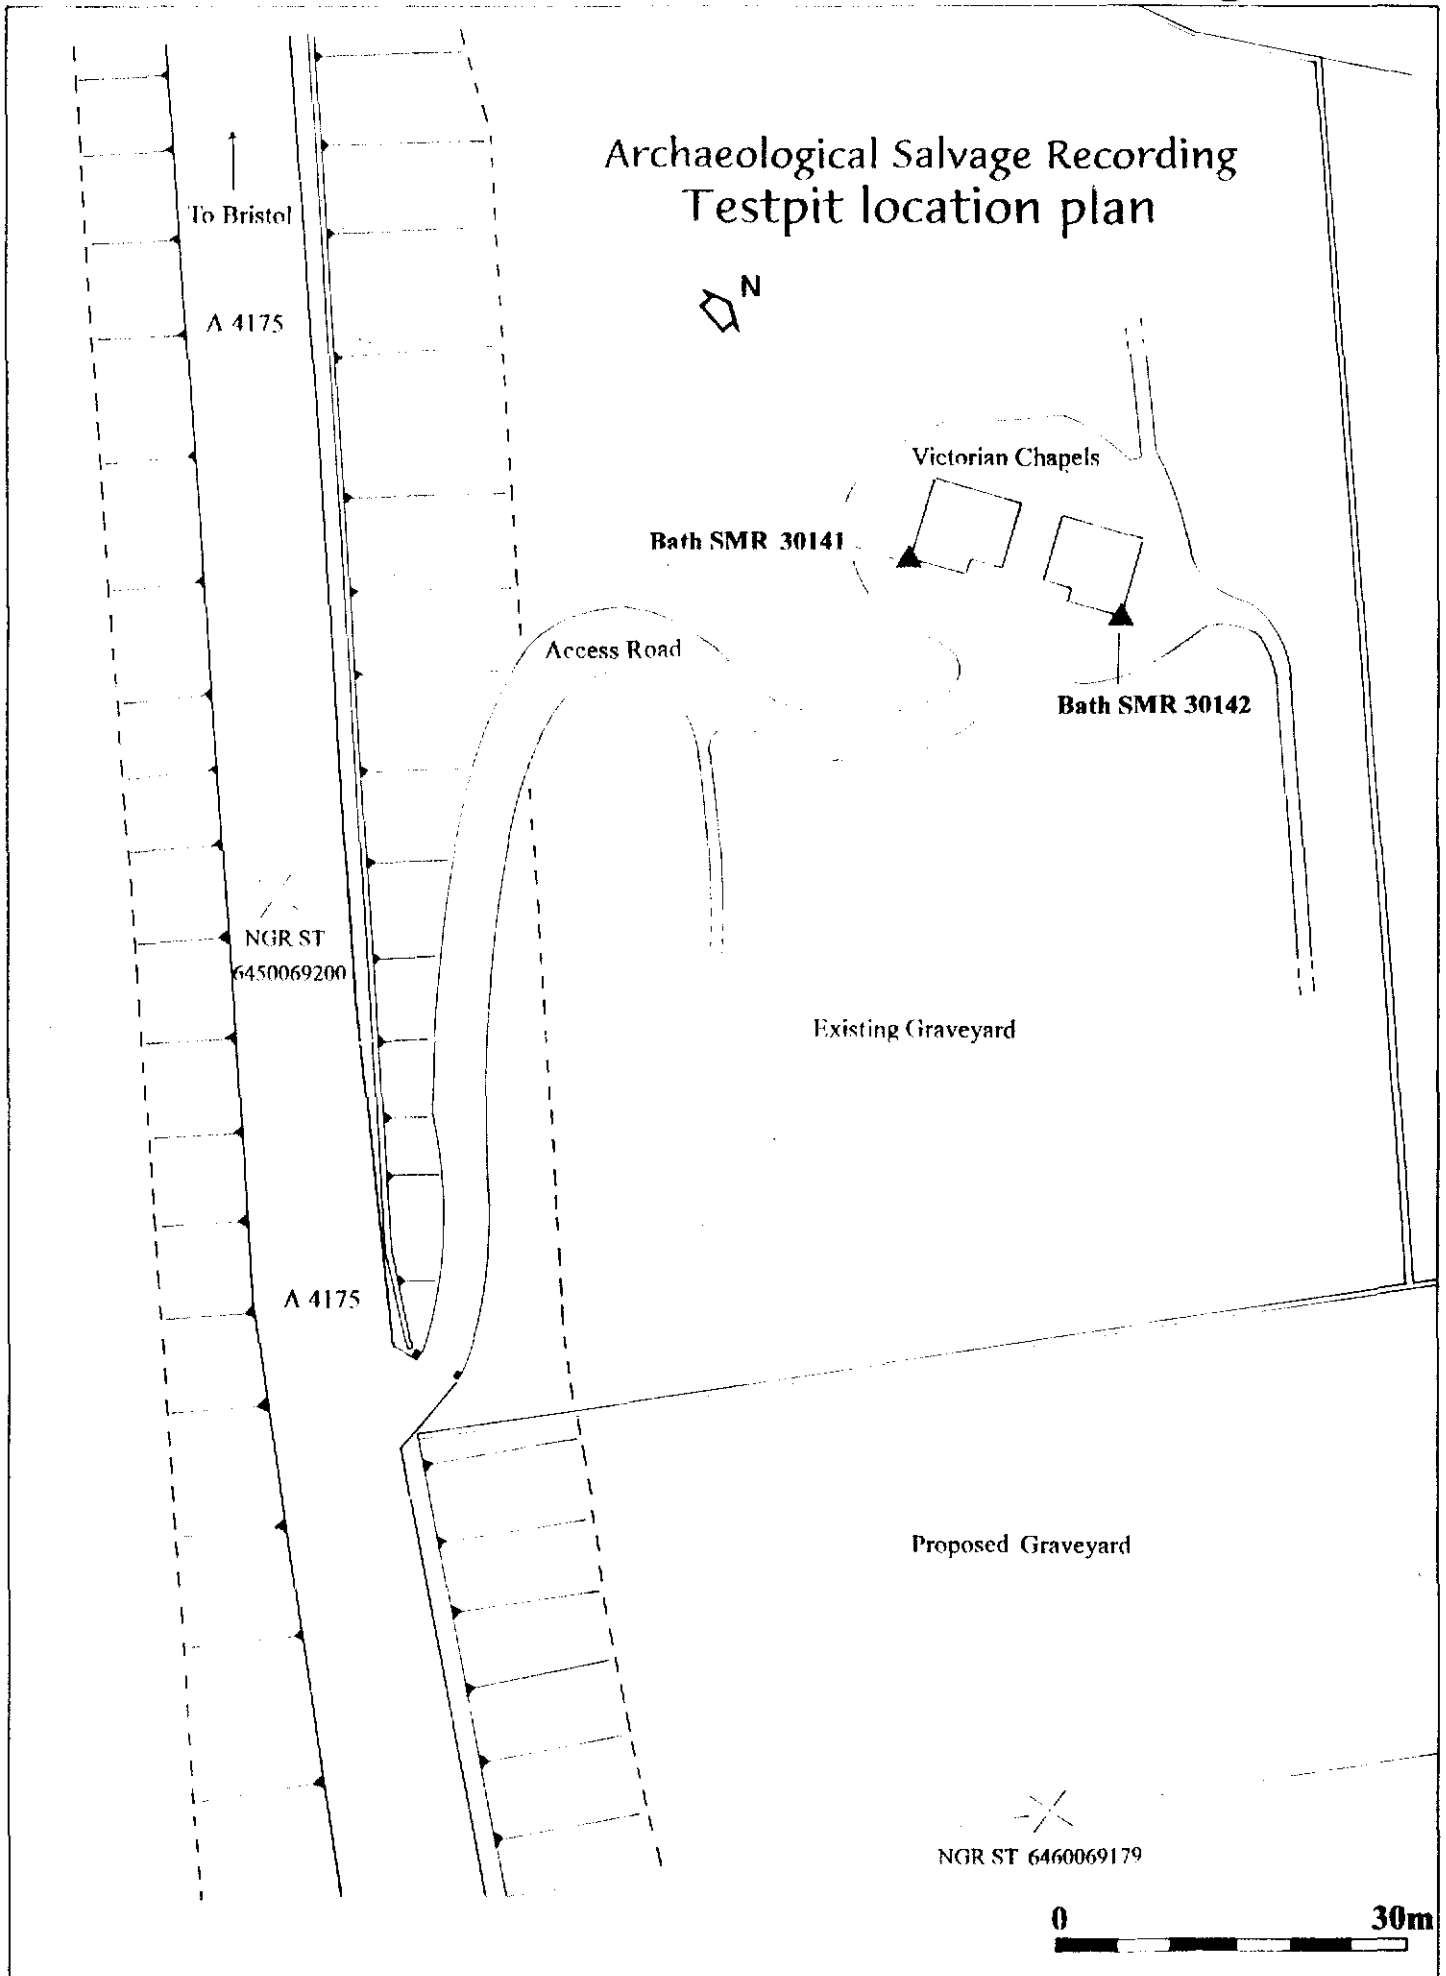 Archaeological Salvage Recording
Testpit location plan
To Bristol
N
A 4175
Victorian Chapels
Bath SMR 30141
Access Road
Bath SMR 30142
NGR ST
6450069200
Existing Graveyard
A 4175
Proposed Graveyard
NGR ST 6460069179
0 30m